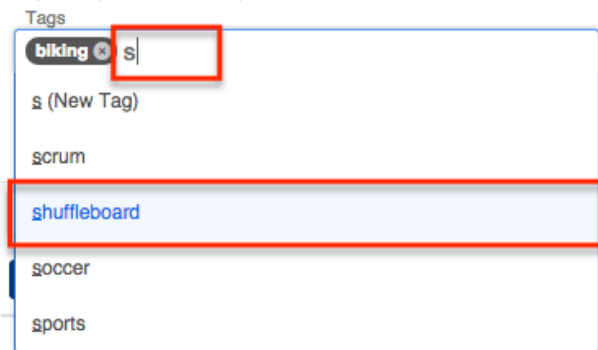 Tags
biking s
s (New Tag)
scrum
shuffleboard
soccer
sports